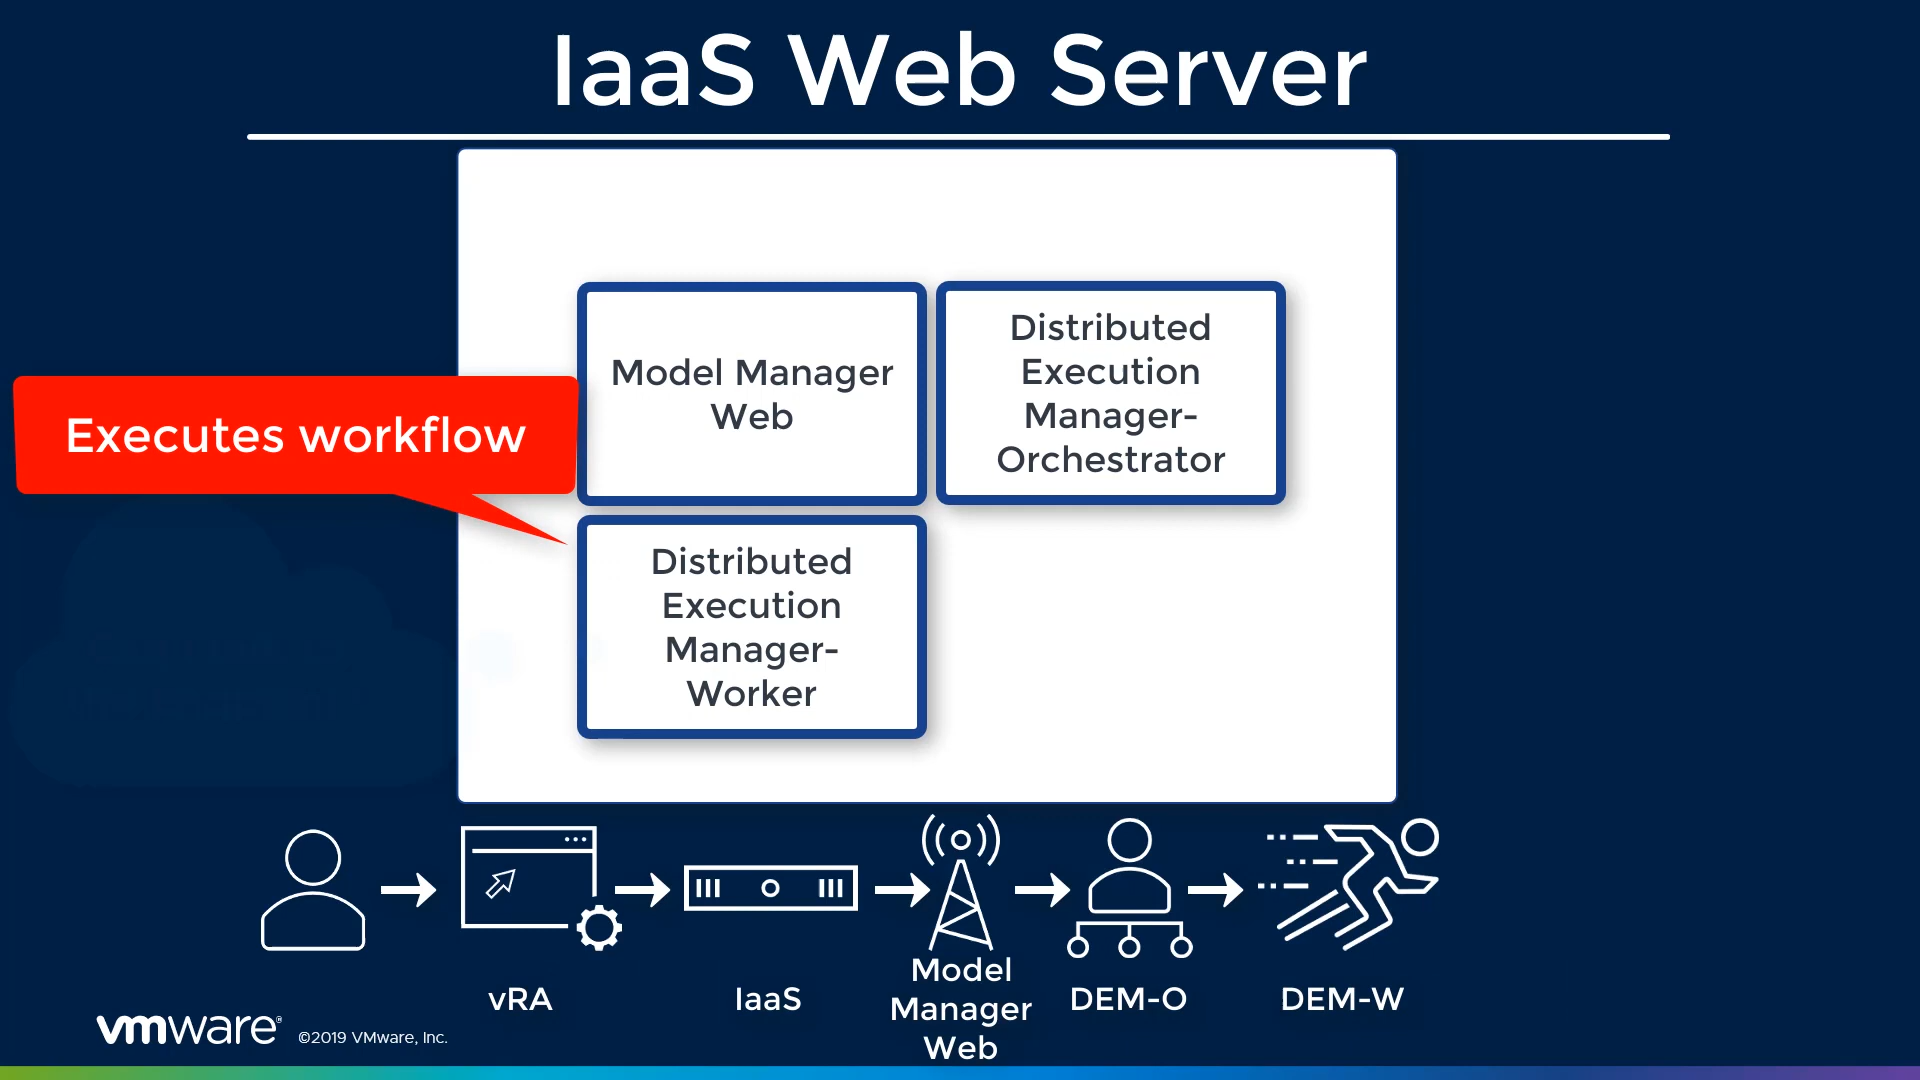 IaaS Web Server
Model Manager
Web
Distributed
Execution
Manager-
Orchestrator
Executes workflow
Distributed
Execution
Manager-
Worker
vRA
IaaS
Model
Manager
Web
DEM-O
DEM-W
vmware®
©2019 VMware, Inc.